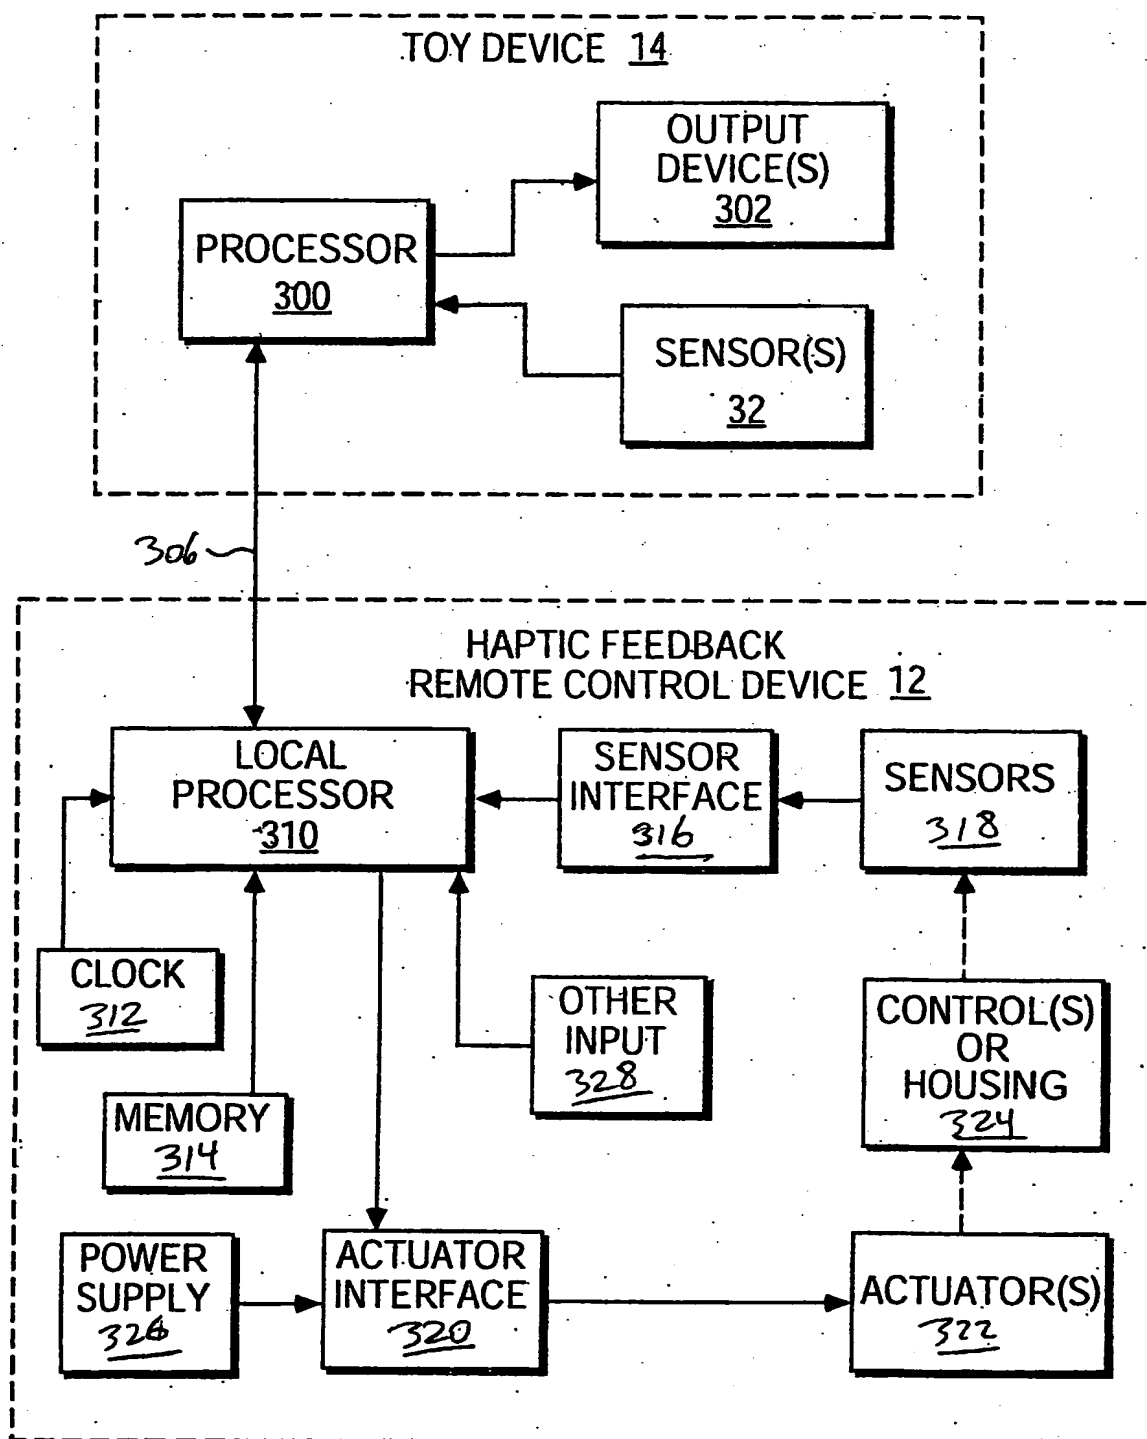 TOY DEVICE 14
OUTPUT
DEVICE(S)
302
PROCESSOR
300
SENSOR(S)
32
306
HAPTIC FEEDBACK
REMOTE CONTROL DEVICE 12
LOCAL
PROCESSOR
310
SENSOR
INTERFACE
316
SENSORS
318
CLOCK
312
OTHER
INPUT
328
CONTROL(S)
OR
HOUSING
324
MEMORY
314
POWER
SUPPLY
326
ACTUATOR
INTERFACE
320
ACTUATOR(S)
322